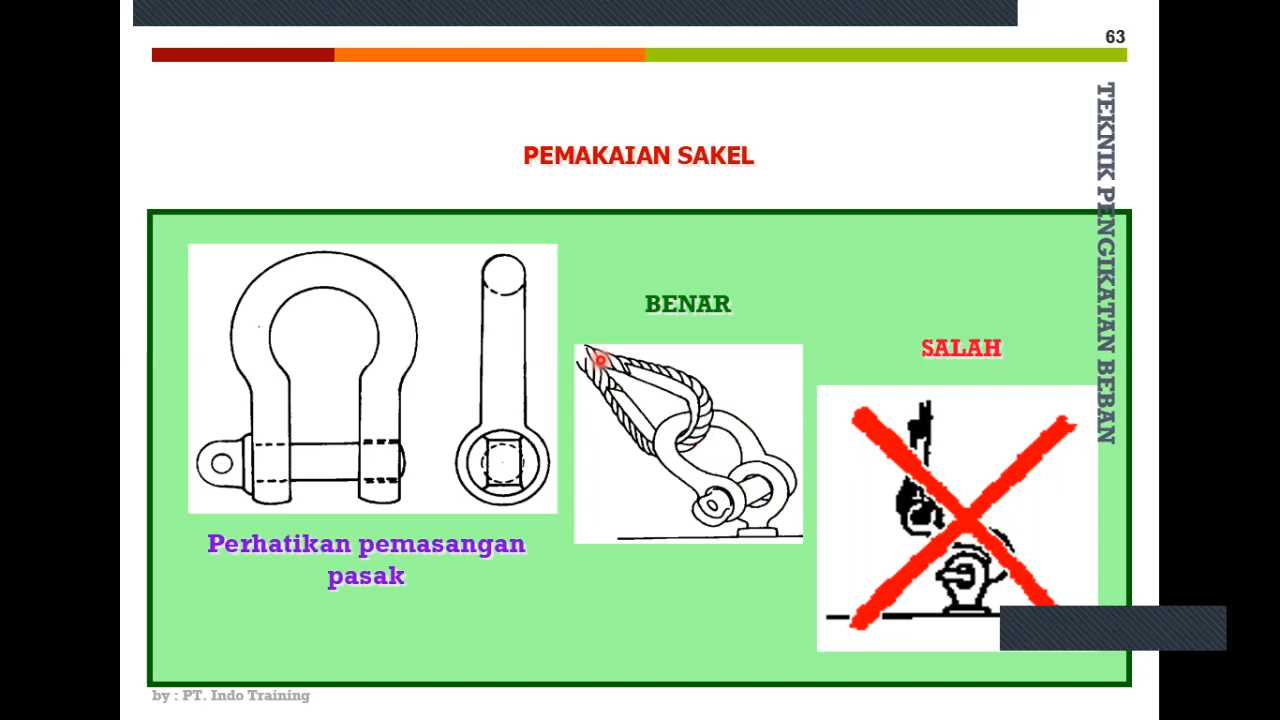 63
TEKNIK PENGIKATAN BEBAN
PEMAKAIAN SAKEL
BENAR
SALAH
Perhatikan pemasangan
pasak
by : PT. Indo Training